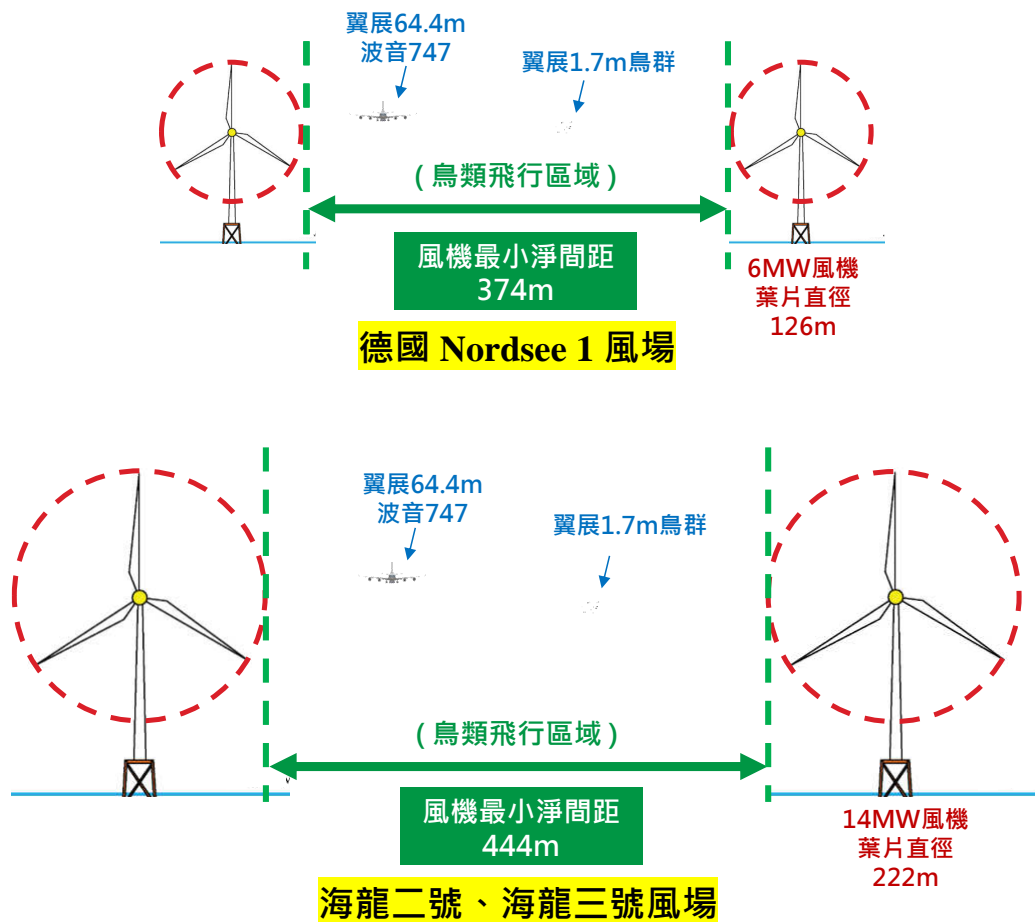 翼展64.4m
波音747
翼展1.7m鳥群
(鳥類飛行區域)
風機最小淨間距
374m
6MW風機
葉片直徑
126m
德國 Nordsee 1 風場
翼展64.4m
波音747
翼展1.7m鳥群
(鳥類飛行區域)
風機最小淨間距
444m
14MW風機
葉片直徑
222m
海龍二號、海龍三號風場